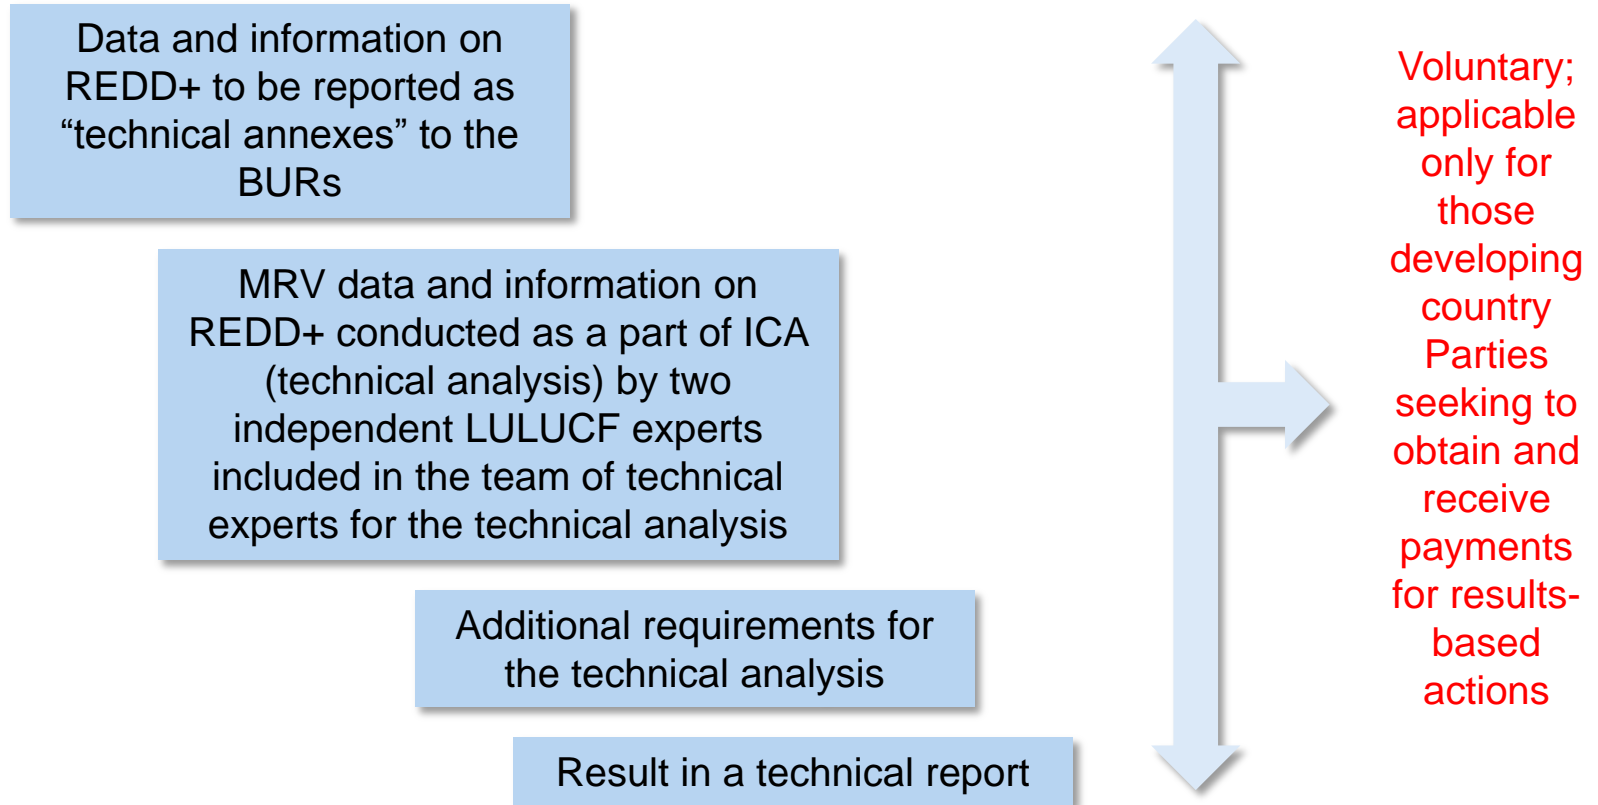 Data and information on
REDD+ to be reported as
“technical annexes” to the
BURs
MRV data and information on
REDD+ conducted as a part of ICA
(technical analysis) by two
independent LULUCF experts
included in the team of technical
experts for the technical analysis
Additional requirements for
the technical analysis
Result in a technical report
Voluntary;
applicable
only for
those
developing
country
Parties
seeking to
obtain and
receive
payments
for results-
based
actions